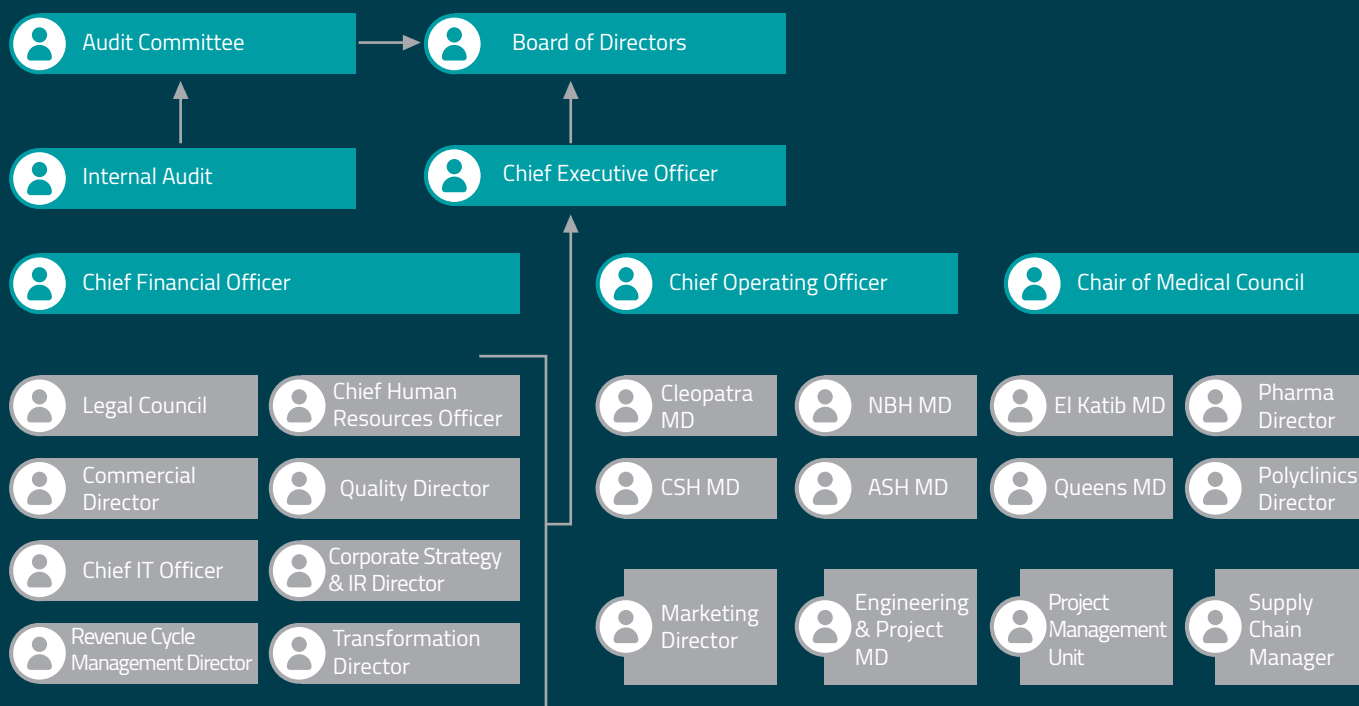 Audit Committee
Board of Directors
Internal Audit
Chief Executive Officer
Chief Financial Officer
Chief Operating Officer
Chair of Medical Council
Legal Council
Chief Human
Resources Officer
Cleopatra
MD
NBH MD
El Katib MD
Pharma
Director
Commercial
Director
Quality Director
CSH MD
ASH MD
Queens MD
Polyclinics
Director
Chief IT Officer
Corporate Strategy
& IR Director
Marketing
Director
Engineering
& Project
MD
Project
Management
Unit
Supply
Chain
Manager
Revenue Cycle
Management Director
Transformation
Director